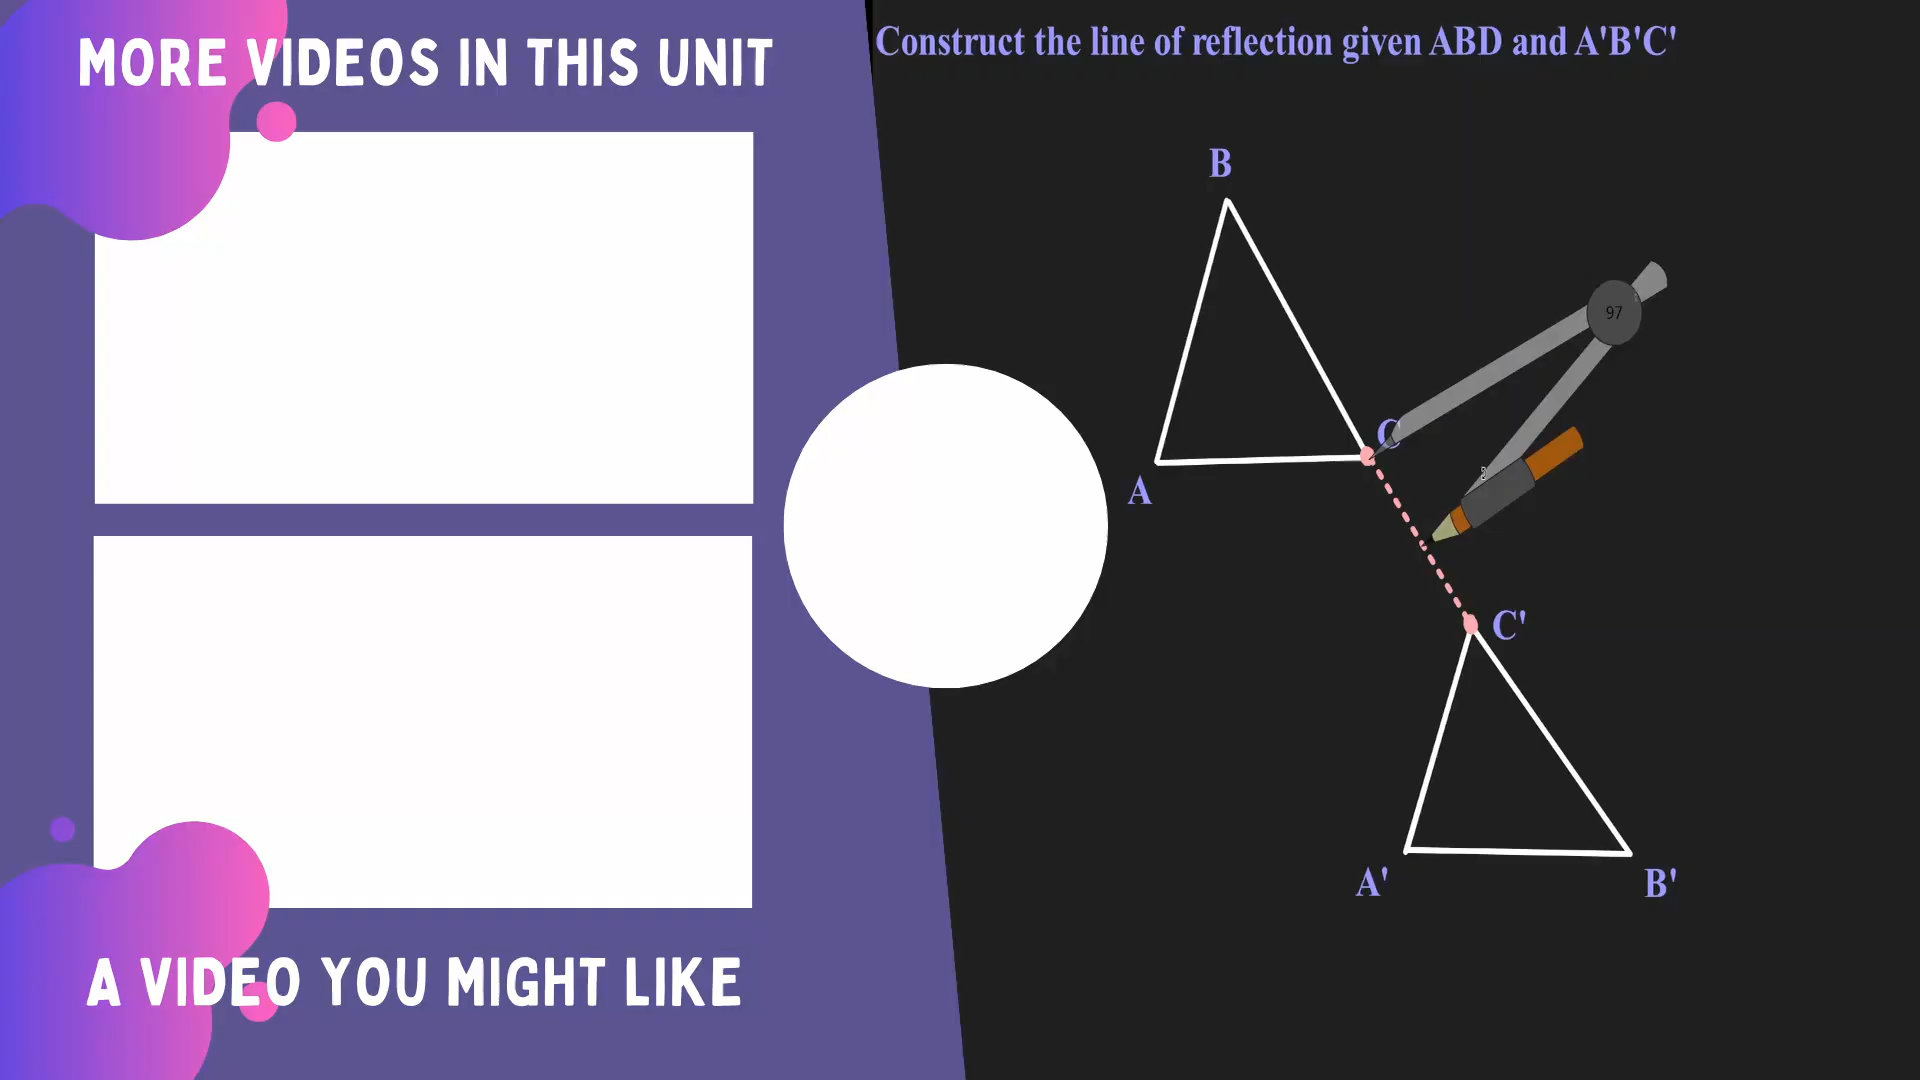 MORE VIDEOS IN THIS UNIT
Construct the line of reflection given ABD and A'B'C'
B
97
C
A
C'
A'
B'
A VIDEO YOU MIGHT LIKE